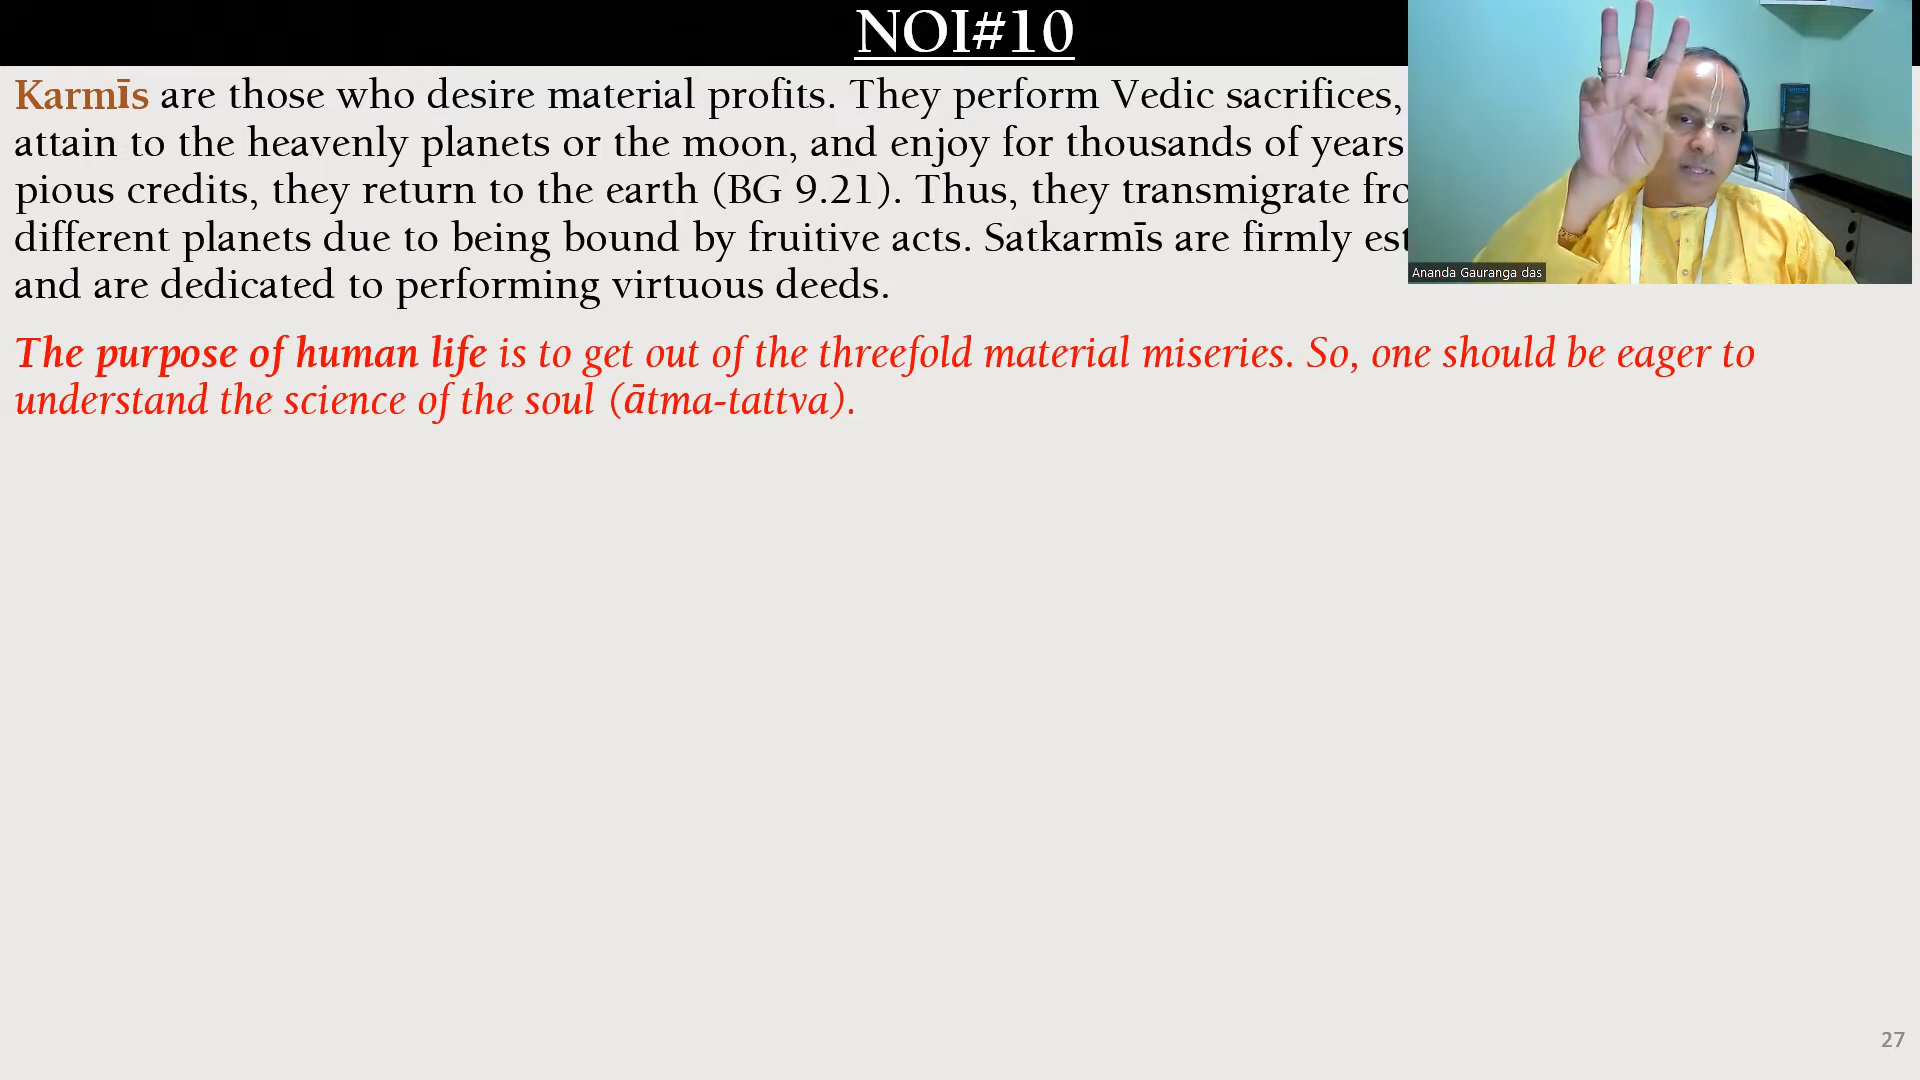 NOI#10
Karmīs are those who desire material profits. They perform Vedic sacrifices,
attain to the heavenly planets or the moon, and enjoy for thousands of years
pious credits, they return to the earth (BG 9.21). Thus, they transmigrate
different planets due to being bound by fruitive acts. Satkarmīs are firmly
and are dedicated to performing virtuous deeds.
Ananda Gauranga das
The purpose of human life is to get out of the threefold material miseries. So, one should be eager to
understand the science of the soul (ātma-tattva).
27